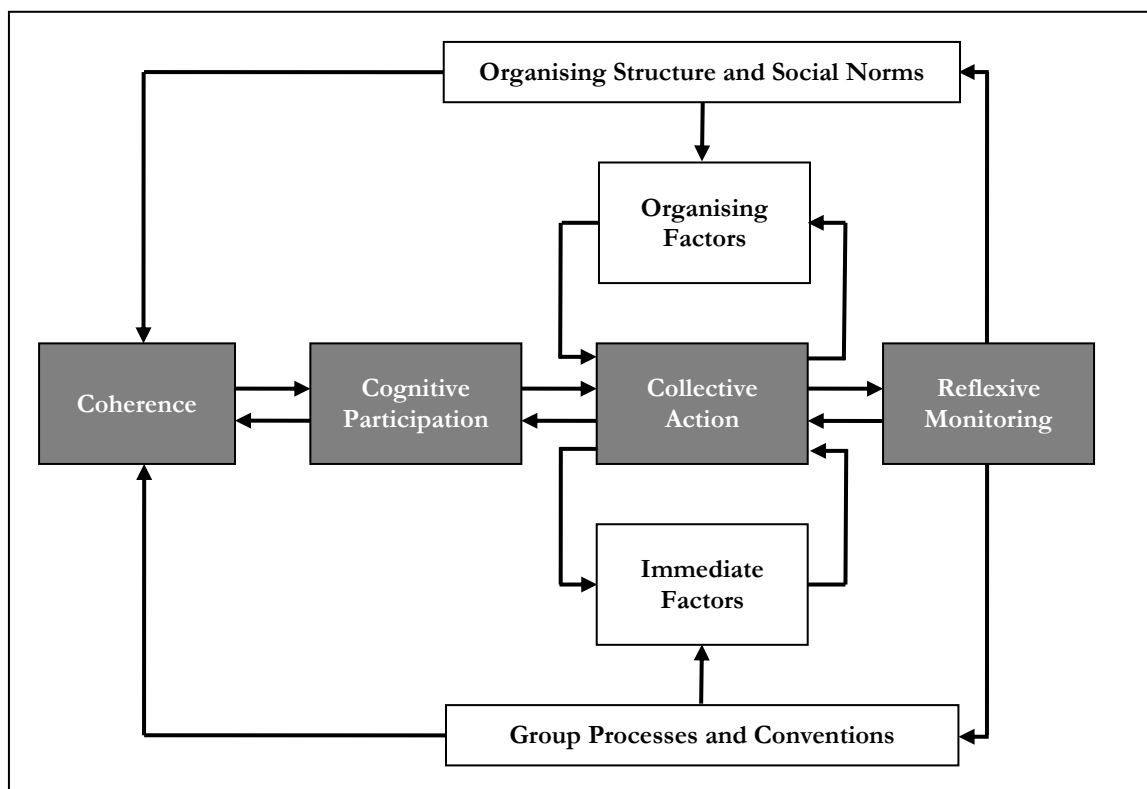 Organising Structure and Social Norms
Organising
Factors
Coherence
Cognitive
Participation
Collective
Action
Reflexive
Monitoring
Immediate
Factors
Group Processes and Conventions